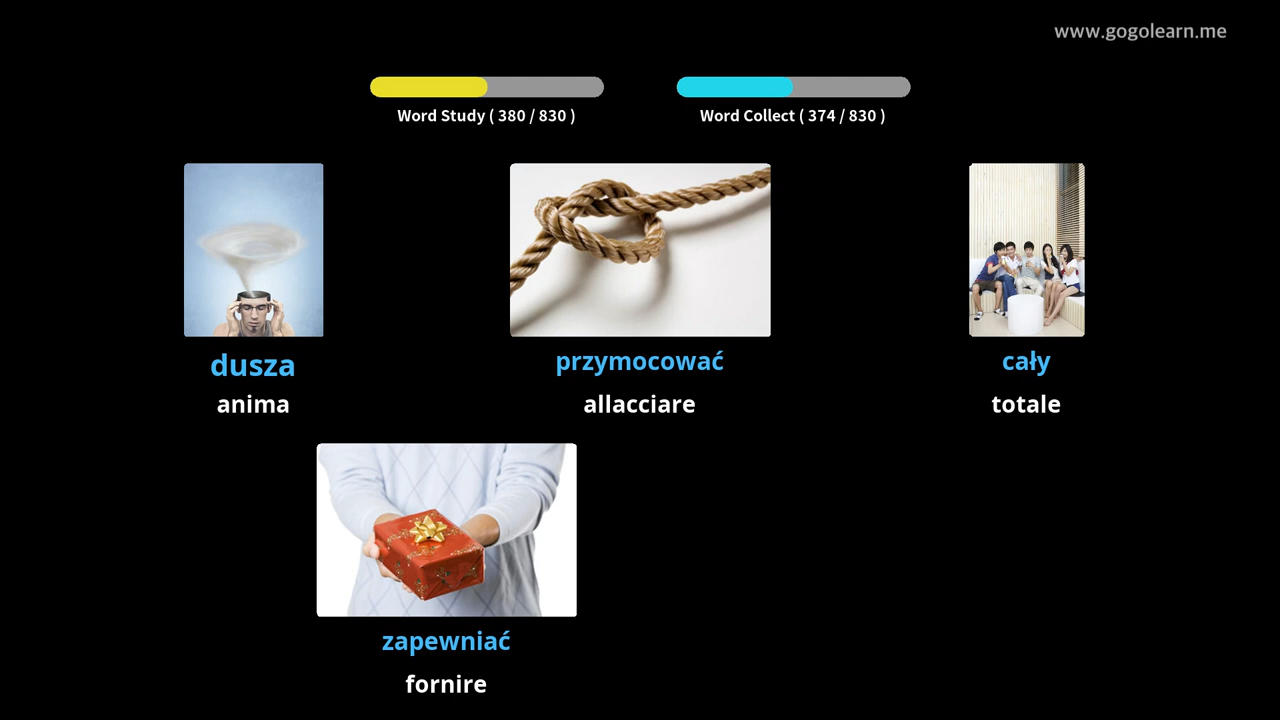 www.gogolearn.me
Word Study ( 380 / 830 )
Word Collect ( 374 / 830 )
dusza
anima
przymocować
allacciare
cały
totale
zapewniać
fornire